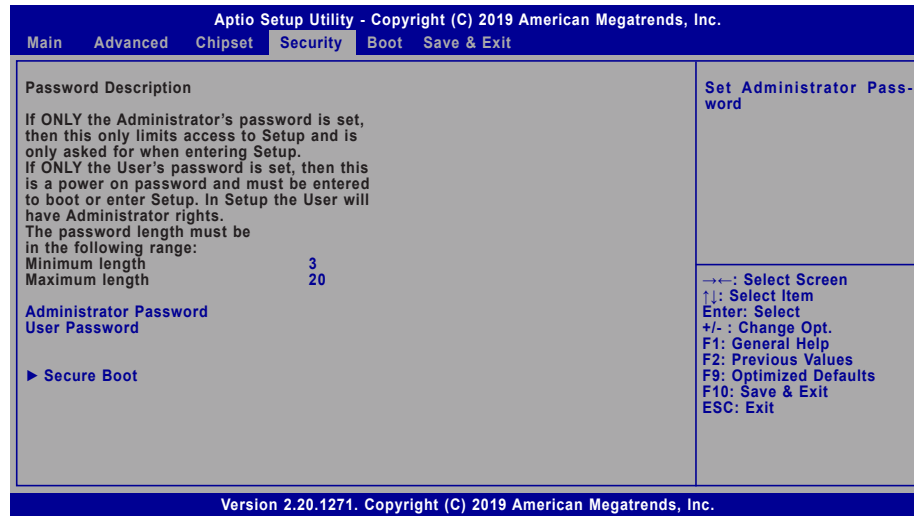 Aptio Setup Utility - Copyright (C) 2019 American Megatrends, Inc.
Main Advanced Chipset Security Boot Save & Exit
Password Description
If ONLY the Administrator's password is set,
then this only limits access to Setup and is
only asked for when entering Setup.
If ONLY the User's password is set, then this
is a power on password and must be entered
to boot or enter Setup. In Setup the User will
have Administrator rights.
The password length must be
in the following range:
Minimum length 3
Maximum length 20
Administrator Password
User Password
► Secure Boot
Set Administrator Pass-
word
→←: Select Screen
↑↓: Select Item
Enter: Select
+/- : Change Opt.
F1: General Help
F2: Previous Values
F9: Optimized Defaults
F10: Save & Exit
ESC: Exit
Version 2.20.1271. Copyright (C) 2019 American Megatrends, Inc.